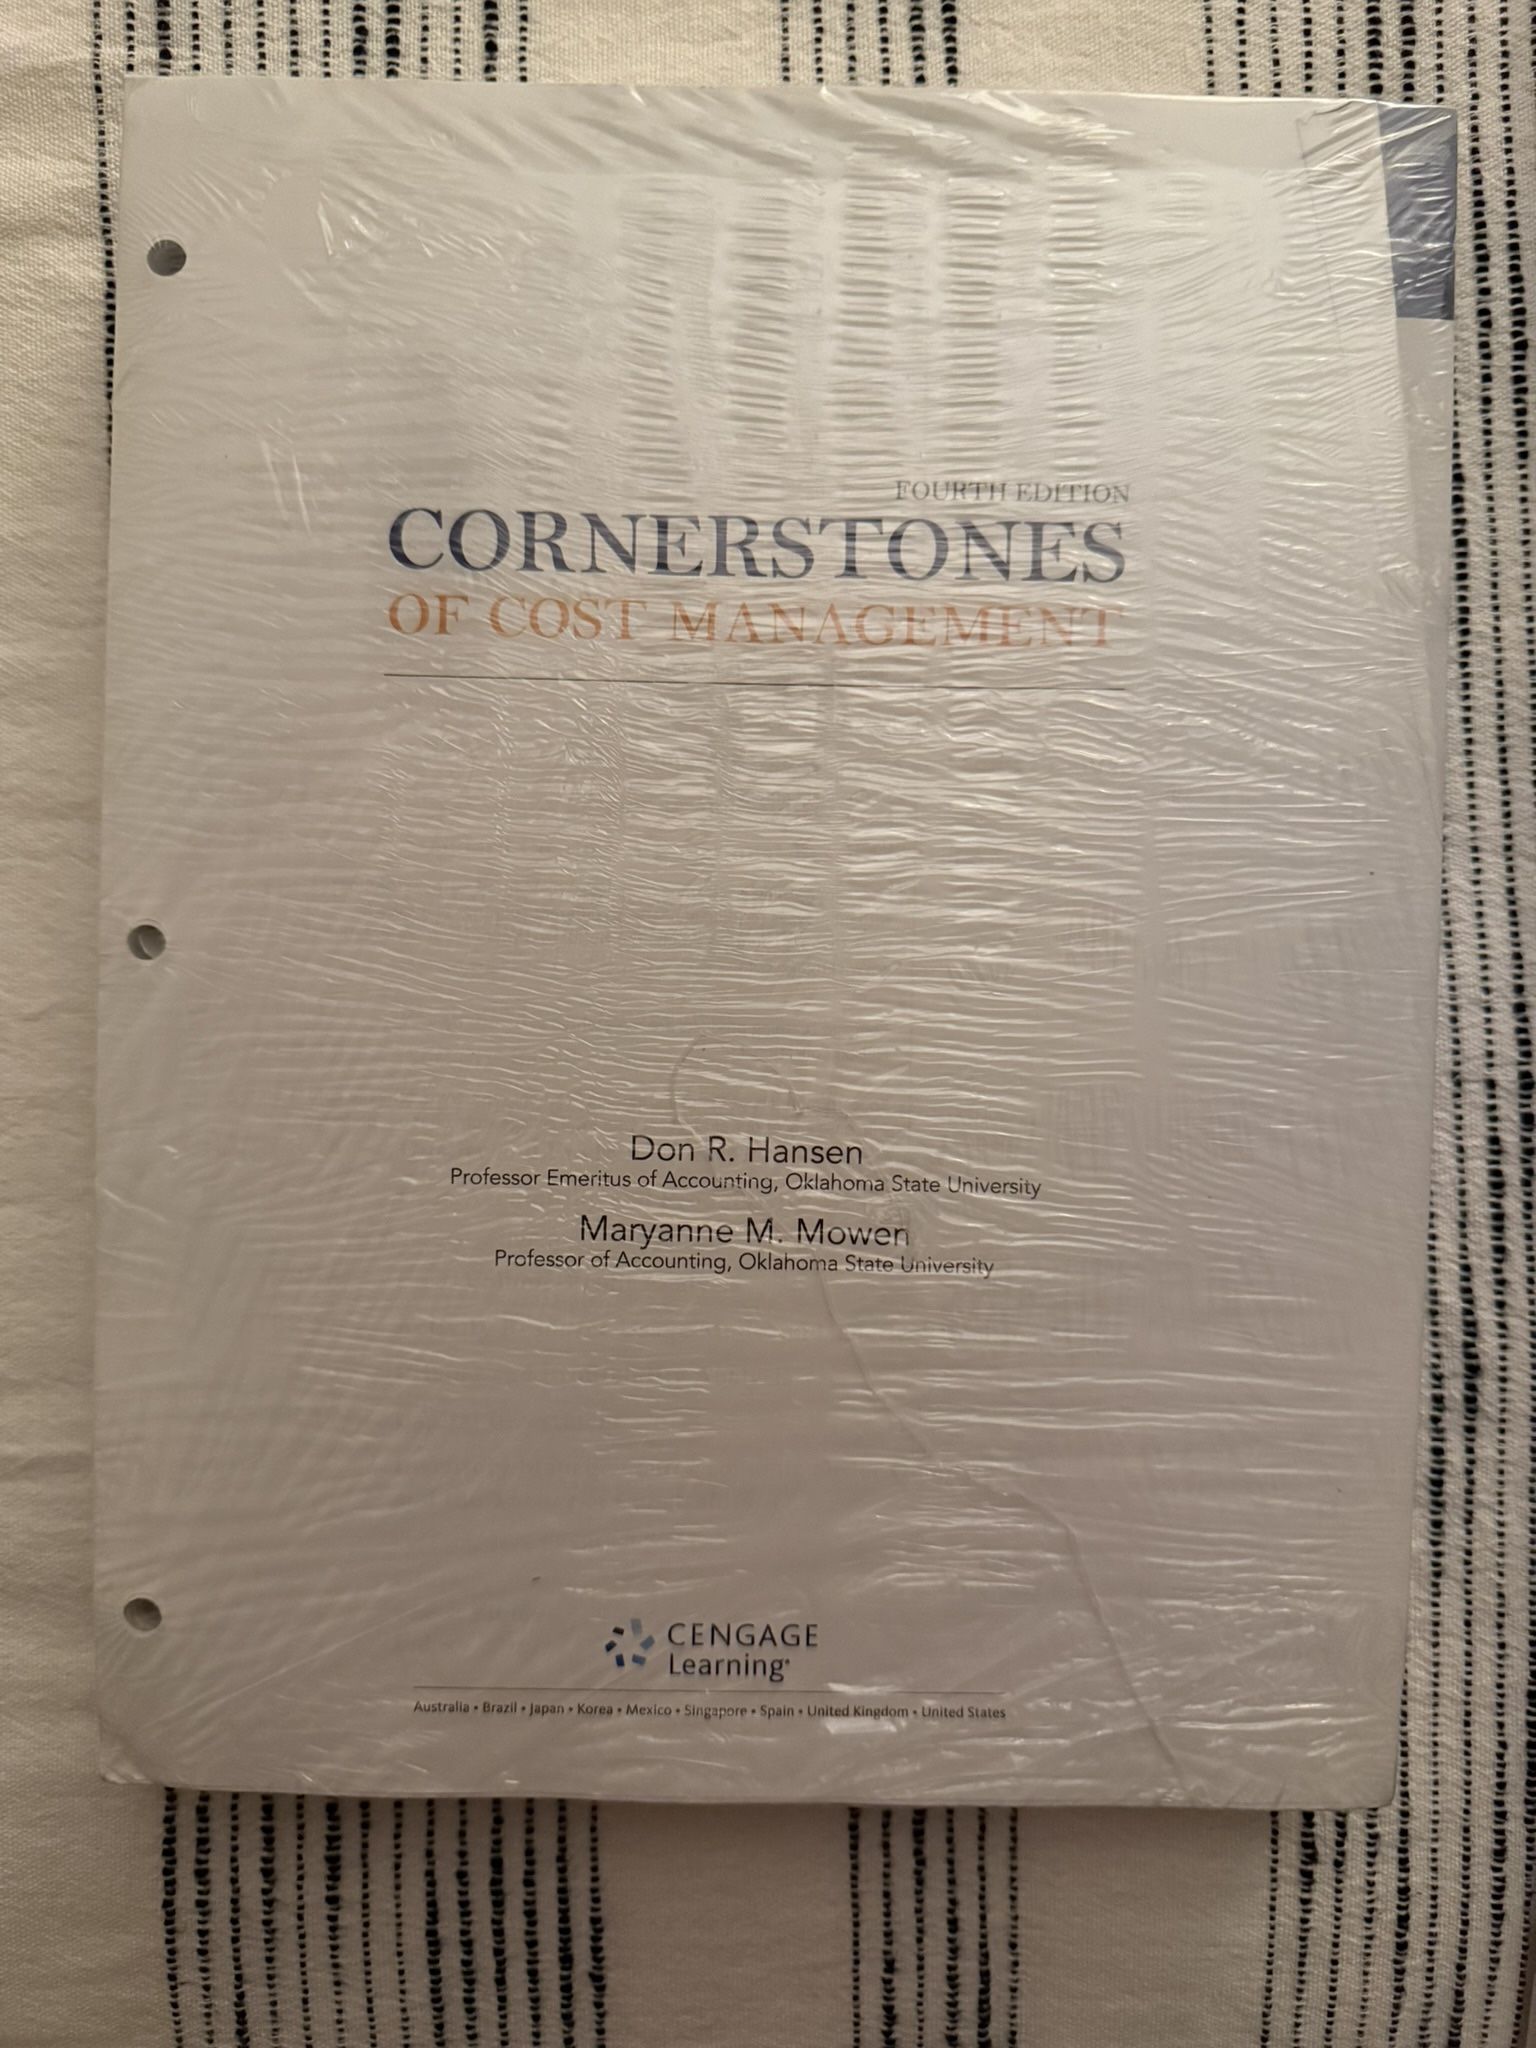 FOURTH EDITION
CORNERSTONES
OF COST MANAGEMENT
Don R. Hansen
Professor Emeritus of Accounting, Oklahoma State University
Maryanne M. Mowen
Professor of Accounting, Oklahoma State University
CENGAGE
Learning®
Australia • Brazil • Japan • Korea • Mexico • Singapore • Spain • United Kingdom • United States